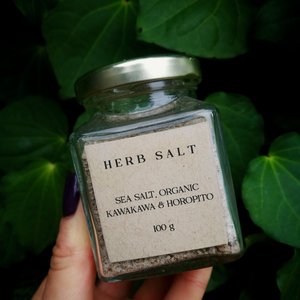 HERB SALT
SEA SALT, ORGANIC
KAWAKAWA & HOROPITO
100 g